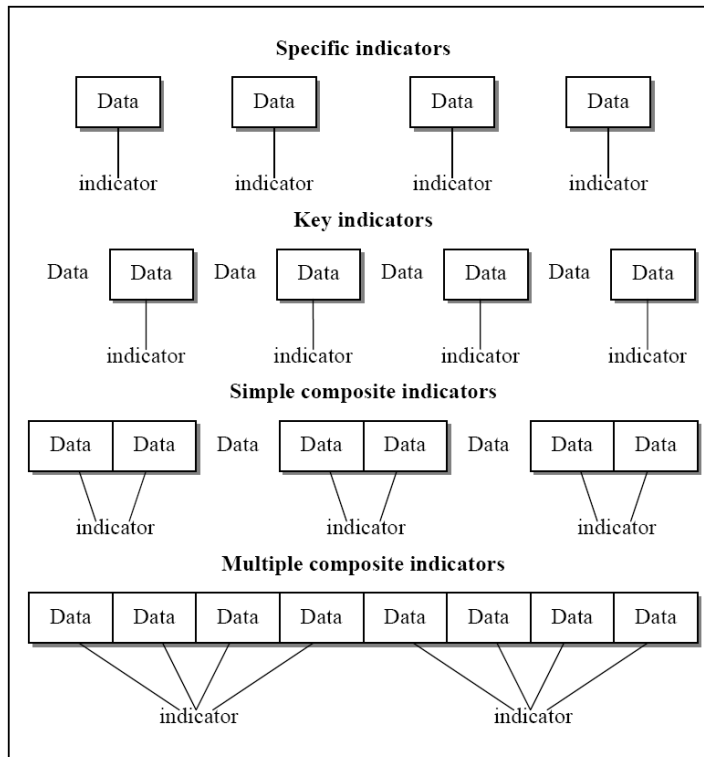 Specific indicators
Data Data Data Data
indicator indicator indicator indicator
Key indicators
Data Data Data Data Data Data Data Data
indicator indicator indicator indicator
Simple composite indicators
Data Data Data Data Data Data Data Data
indicator indicator indicator
Multiple composite indicators
Data Data Data Data Data Data Data Data
indicator indicator